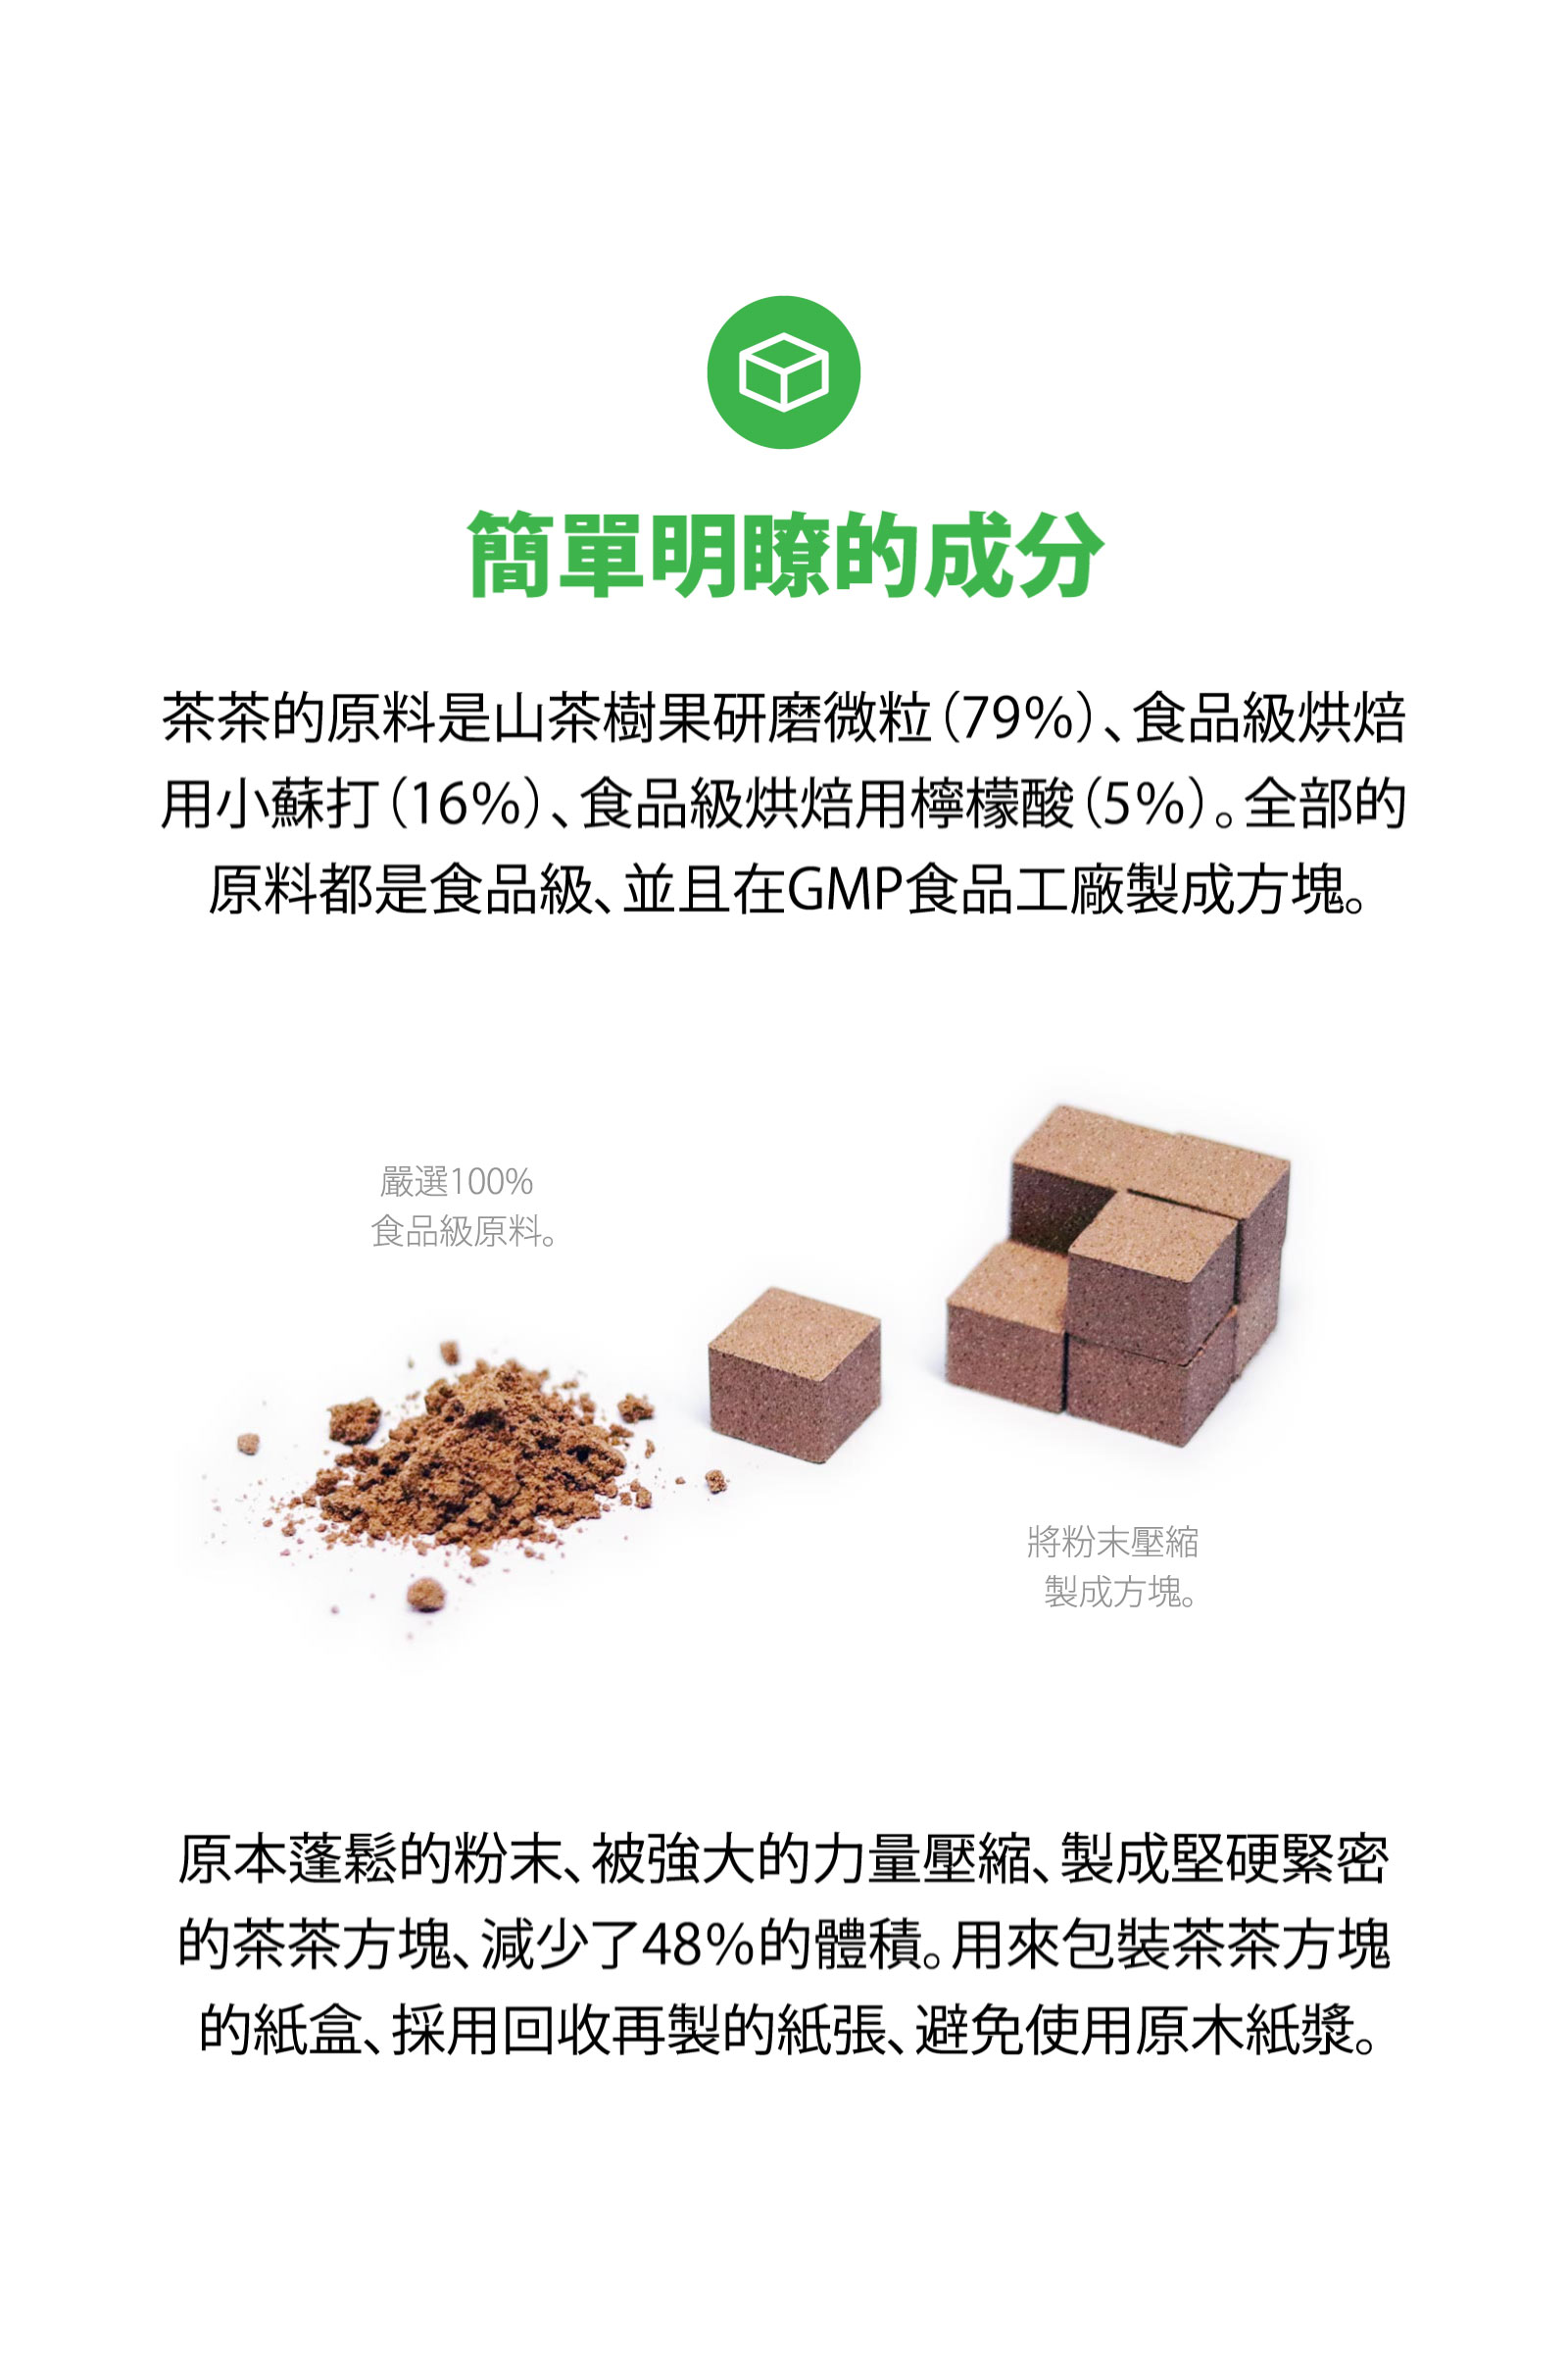 簡單明瞭的成分
茶茶的原料是山茶樹果研磨微粒(79%)、食品級烘焙
用小蘇打(16%)、食品級烘焙用檸檬酸(5%)。全部的
原料都是食品級、並且在GMP食品工廠製成方塊。
嚴選100%
食品級原料。
將粉末壓縮
製成方塊。
原本蓬鬆的粉末、被強大的力量壓縮、製成堅硬緊密
的茶茶方塊、減少了48%的體積。用來包裝茶茶方塊
的紙盒、採用回收再製的紙張、避免使用原木紙漿。